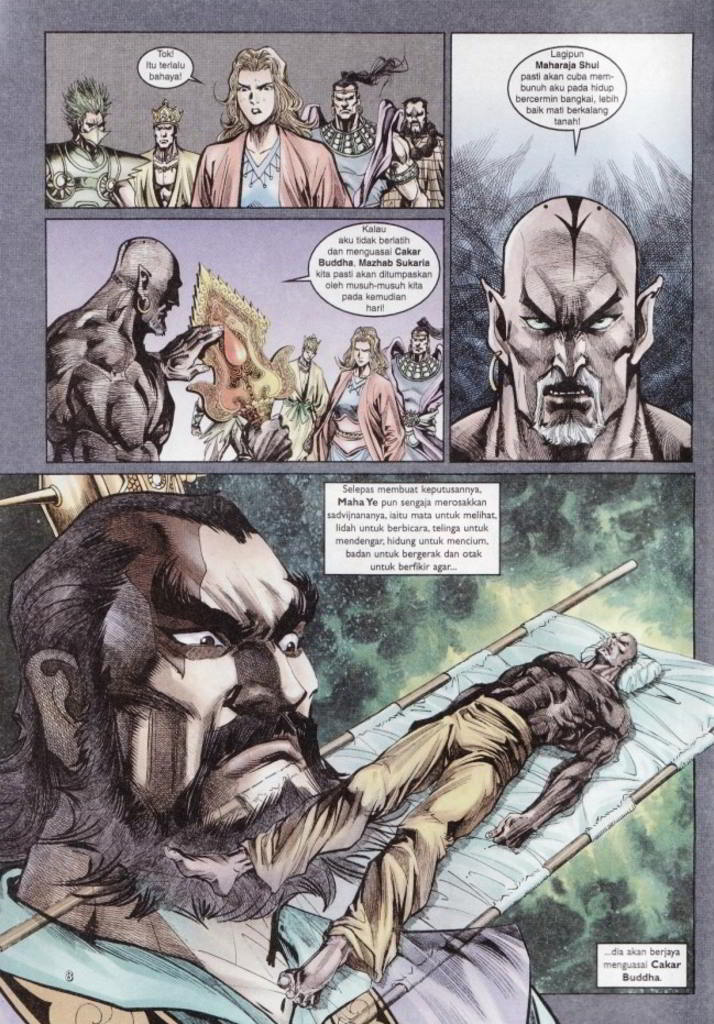 Tok!
Itu terlalu
bahaya!
Lagipun
Maharaja Shui
pasti akan cuba mem-
bunuh aku pada hidup
bercermin bangkai, lebih
baik mati berkalang
tanah!
Kalau
aku tidak berlatih
dan menguasai Cakar
Buddha, Mazhab Sukaria
kita pasti akan ditumpaskan
oleh musuh-musuh kita
pada kemudian
hari!
Selepas membuat keputusannya,
Maha Ye pun sengaja merosakkan
sadvijnananya, iaitu mata untuk melihat,
lidah untuk berbicara, telinga untuk
mendengar, hidung untuk mencium,
badan untuk bergerak dan otak
untuk berfikir agar...
...dia akan berjaya
menguasai Cakar
Buddha.
8